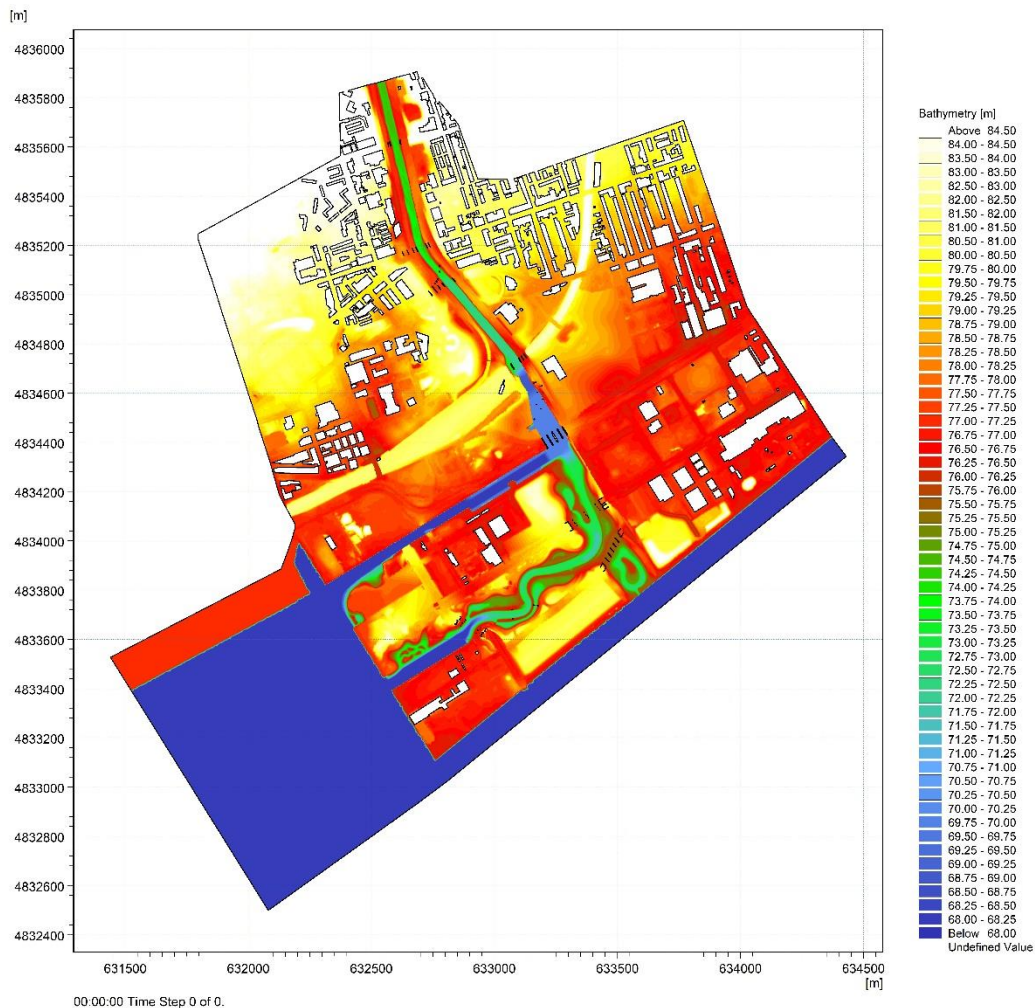 [m]
4836000
4835800
4835600
4835400
4835200
4835000
4834800
4834600
4834400
4834200
4834000
4833800
4833600
4833400
4833200
4833000
4832800
4832600
4832400
631500 632000 632500 633000 633500 634000 634500
[m]
00:00:00 Time Step 0 of 0.
Bathymetry [m]
Above 84.50
84.00 - 84.50
83.50 - 84.00
83.00 - 83.50
82.50 - 83.00
82.00 - 82.50
81.50 - 82.00
81.00 - 81.50
80.50 - 81.00
80.00 - 80.50
79.75 - 80.00
79.50 - 79.75
79.25 - 79.50
79.00 - 79.25
78.75 - 79.00
78.50 - 78.75
78.25 - 78.50
78.00 - 78.25
77.75 - 78.00
77.50 - 77.75
77.25 - 77.50
77.00 - 77.25
76.75 - 77.00
76.50 - 76.75
76.25 - 76.50
76.00 - 76.25
75.75 - 76.00
75.50 - 75.75
75.25 - 75.50
75.00 - 75.25
74.75 - 75.00
74.50 - 74.75
74.25 - 74.50
74.00 - 74.25
73.75 - 74.00
73.50 - 73.75
73.25 - 73.50
73.00 - 73.25
72.75 - 73.00
72.50 - 72.75
72.25 - 72.50
72.00 - 72.25
71.75 - 72.00
71.50 - 71.75
71.25 - 71.50
71.00 - 71.25
70.75 - 71.00
70.50 - 70.75
70.25 - 70.50
70.00 - 70.25
69.75 - 70.00
69.50 - 69.75
69.25 - 69.50
69.00 - 69.25
68.75 - 69.00
68.50 - 68.75
68.25 - 68.50
68.00 - 68.25
Below 68.00
Undefined Value